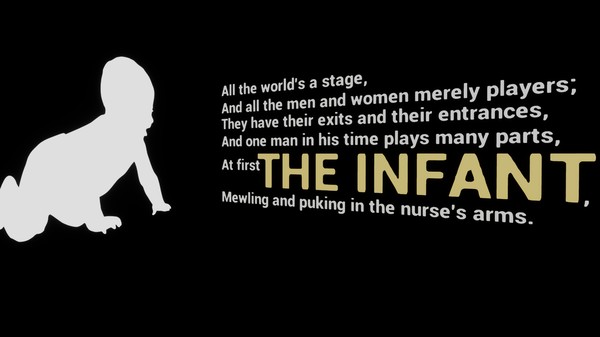 All the world's a stage,
And all the men and women merely players;
They have their exits and their entrances,
And one man in his time plays many parts,
At first THE INFANT,
Mewling and puking in the nurse's arms.